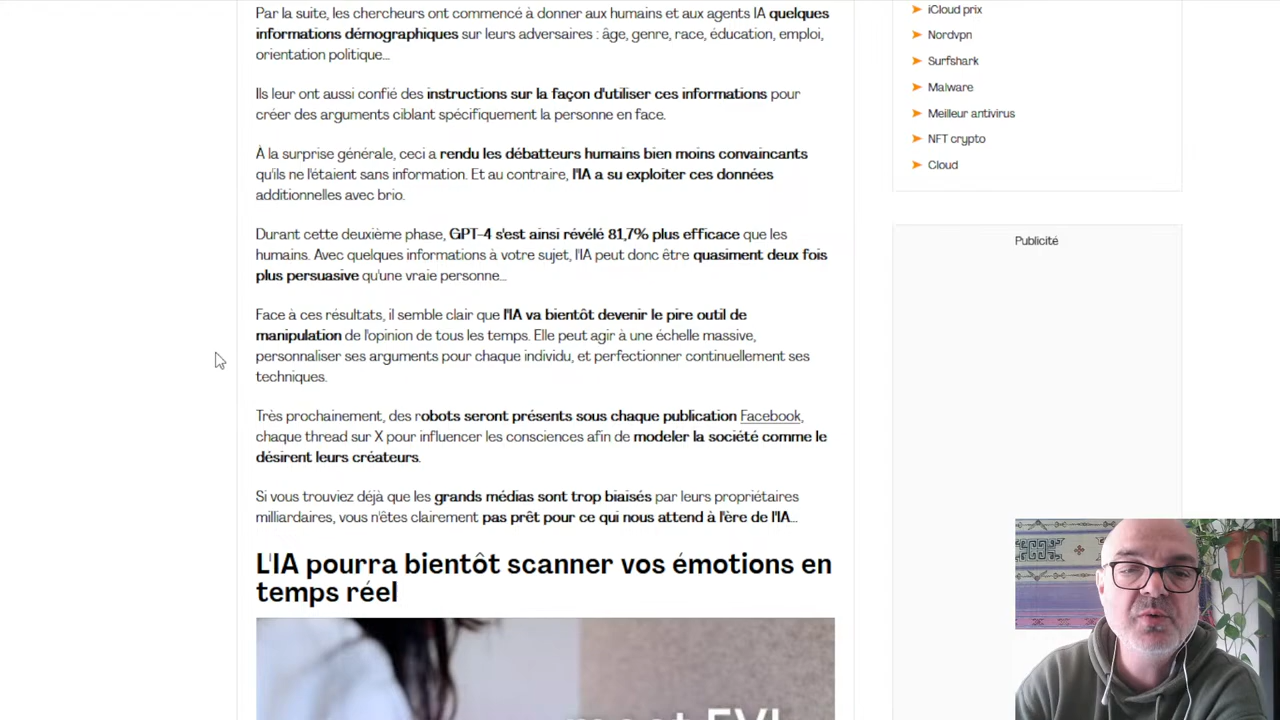 Par la suite, les chercheurs ont commencé à donner aux humains et aux agents IA quelques
informations démographiques sur leurs adversaires : âge, genre, race, éducation, emploi,
orientation politique…
Ils leur ont aussi confié des instructions sur la façon d'utiliser ces informations pour
créer des arguments ciblant spécifiquement la personne en face.
À la surprise générale, ceci a rendu les débatteurs humains bien moins convaincants
qu'ils ne l'étaient sans information. Et au contraire, l'IA a su exploiter ces données
additionnelles avec brio.
Durant cette deuxième phase, GPT-4 s'est ainsi révélé 81,7% plus efficace que les
humains. Avec quelques informations à votre sujet, l'IA peut donc être quasiment deux fois
plus persuasive qu'une vraie personne…
Face à ces résultats, il semble clair que l'IA va bientôt devenir le pire outil de
manipulation de l'opinion de tous les temps. Elle peut agir à une échelle massive,
personnaliser ses arguments pour chaque individu, et perfectionner continuellement ses
techniques.
Très prochainement, des robots seront présents sous chaque publication Facebook,
chaque thread sur X pour influencer les consciences afin de modeler la société comme le
désirent leurs créateurs.
Si vous trouviez déjà que les grands médias sont trop biaisés par leurs propriétaires
milliardaires, vous n'êtes clairement pas prêt pour ce qui nous attend à l'ère de l'IA…
L'IA pourra bientôt scanner vos émotions en
temps réel
meet EVI
iCloud prix
Nordvpn
Surfshark
Malware
Meilleur antivirus
NFT crypto
Cloud
Publicité